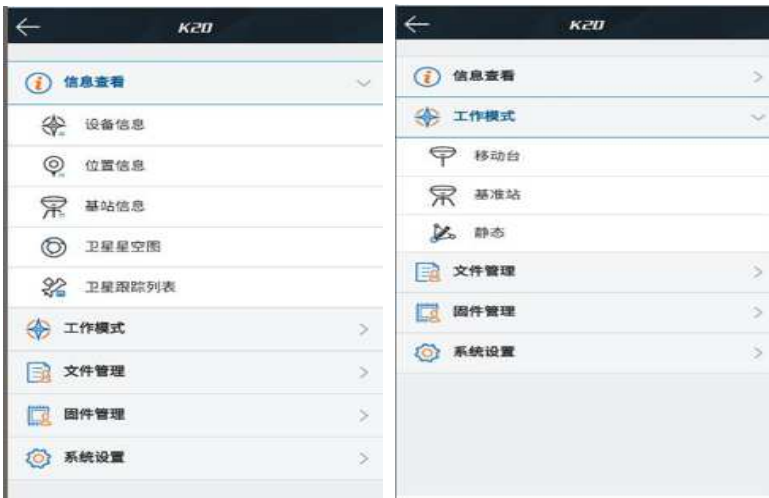 K20
信息查看
设备信息
位置信息
基站信息
卫星星空图
卫星跟踪列表
工作模式
文件管理
固件管理
系统设置
K20
信息查看
工作模式
移动台
基准站
静态
文件管理
固件管理
系统设置